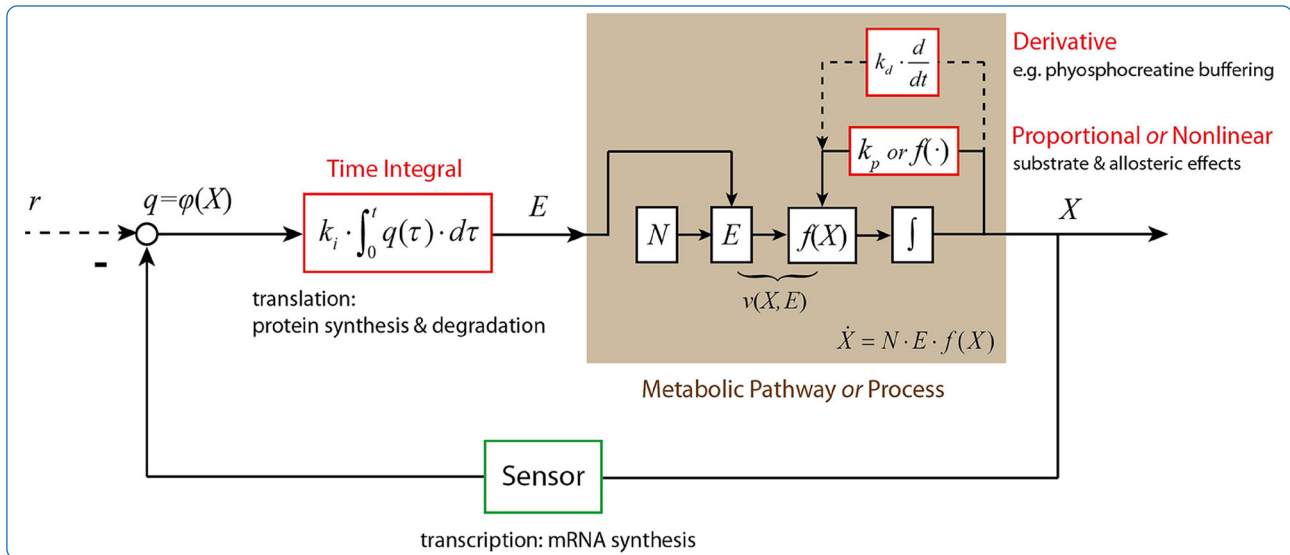 Derivative
e.g. phyosphocreatine buffering
k_d · d/dt
Proportional or Nonlinear
substrate & allosteric effects
k_p or f(·)
Time Integral
r
q=φ(X)
k_i · ∫_0^t q(τ) · dτ
E
N
E
f(X)
∫
X
-
v(X,E)
translation:
protein synthesis & degradation
Ẋ = N · E · f(X)
Metabolic Pathway or Process
Sensor
transcription: mRNA synthesis